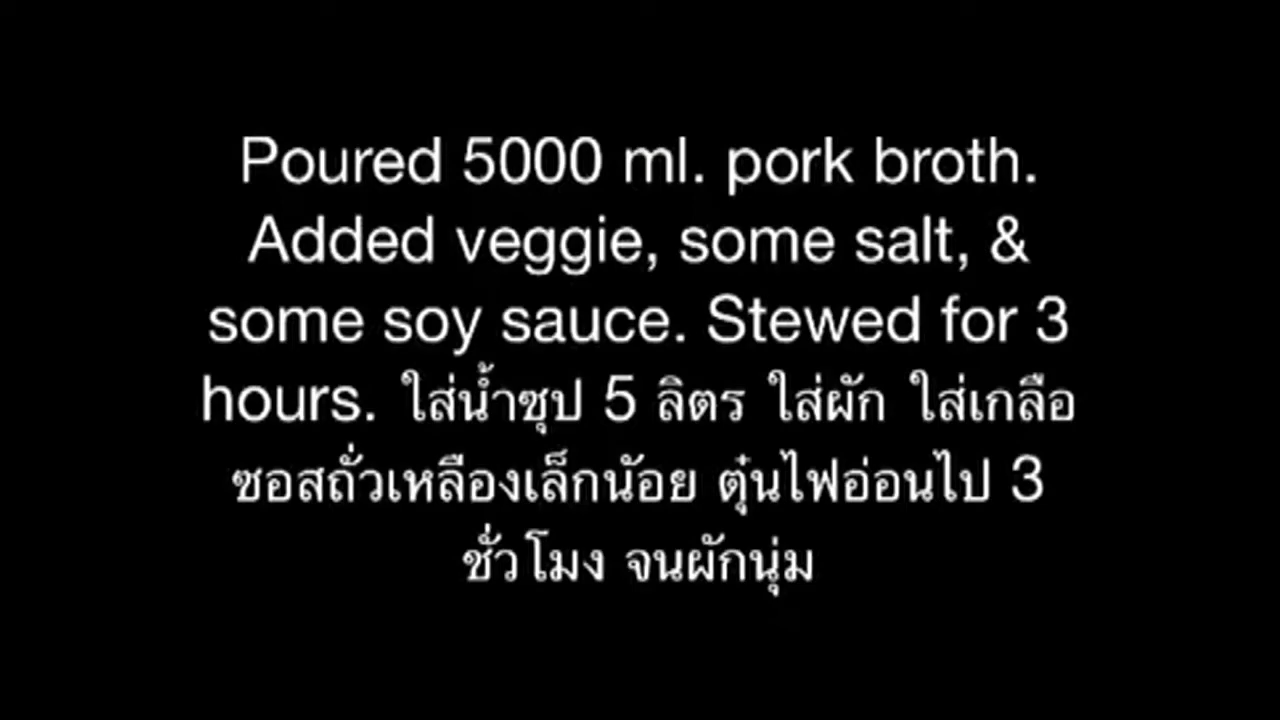 Poured 5000 ml. pork broth.
Added veggie, some salt, &
some soy sauce. Stewed for 3
hours. ใส่น้ำซุป 5 ลิตร ใส่ผัก ใส่เกลือ
ซอสถั่วเหลืองเล็กน้อย ตุ๋นไฟอ่อนไป 3
ชั่วโมง จนผักนุ่ม